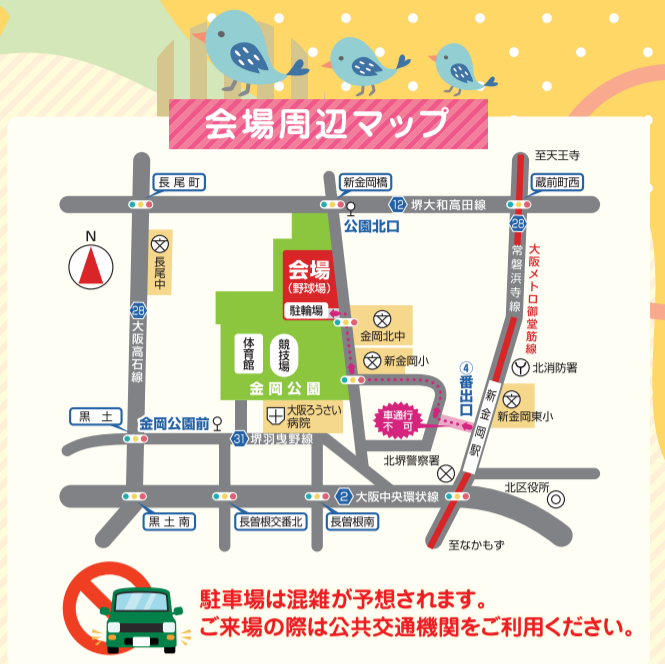 会場周辺マップ
至天王寺
長尾町
新金岡橋
蔵前町西
12 堺大和高田線
公園北口
28
常磐浜寺線
大阪メトロ御堂筋線
N
長尾中
会場
(野球場)
駐輪場
28
大阪高石線
金岡北中
体育館
競技場
新金岡小
④番出口
北消防署
金岡公園
新金岡駅
新金岡東小
黒土
金岡公園前
大阪ろうさい
病院
車通行
不可
31 堺羽曳野線
北堺警察署
北区役所
2 大阪中央環状線
黒土南
長曽根交番北
長曽根南
至なかもず
駐車場は混雑が予想されます。
ご来場の際は公共交通機関をご利用ください。